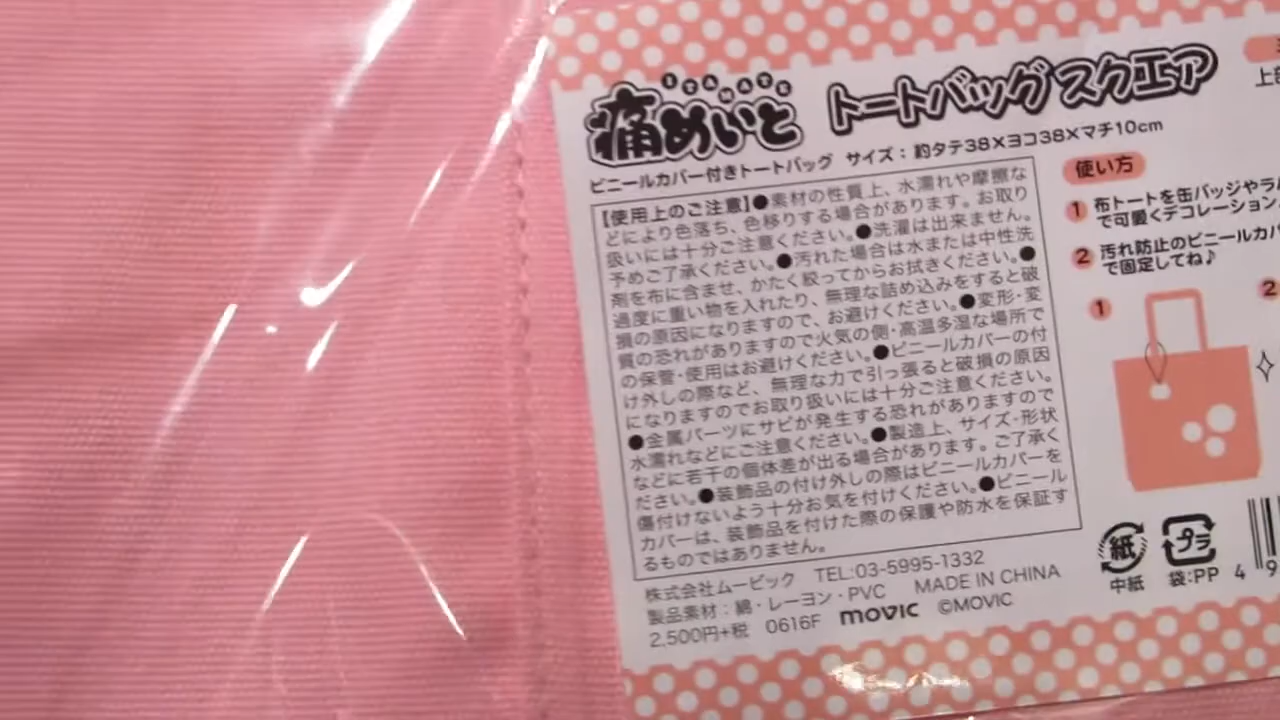 ITAMATE
痛めいと トートバッグ スクエア
ビニールカバー付きトートバッグ サイズ:約タテ38×ヨコ38×マチ10cm
【使用上のご注意】●素材の性質上、水濡れや摩擦な
どにより色落ち、色移りする場合があります。お取り
扱いには十分ご注意ください。●洗濯は出来ません。
予めご了承ください。●汚れた場合は水または中性洗
剤を布に含ませ、かたく絞ってからお拭きください。●
過度に重い物を入れたり、無理な詰め込みをすると破
損の原因になりますので、お避けください。●変形・変
質の恐れがありますので火気の側・高温多湿な場所で
の保管・使用はお避けください。●ビニールカバーの付
け外しの際など、無理な力で引っ張ると破損の原因
になりますのでお取り扱いには十分ご注意ください。
●金属パーツにサビが発生する恐れがありますので
水濡れなどにご注意ください。●製造上、サイズ・形状
などに若干の個体差が出る場合があります。ご了承く
ださい。●装飾品の付け外しの際はビニールカバーを
傷付けないよう十分お気を付けください。●ビニール
カバーは、装飾品を付けた際の保護や防水を保証す
るものではありません。
株式会社ムービック TEL:03-5995-1332
製品素材:綿・レーヨン・PVC MADE IN CHINA
2,500円+税 0616F movic ©MOVIC
使い方
1 布トートを缶バッジやラ
で可愛くデコレーション
2 汚れ防止のビニールカバ
で固定してね♪
1
2
紙
プラ
中紙 袋:PP
4 9